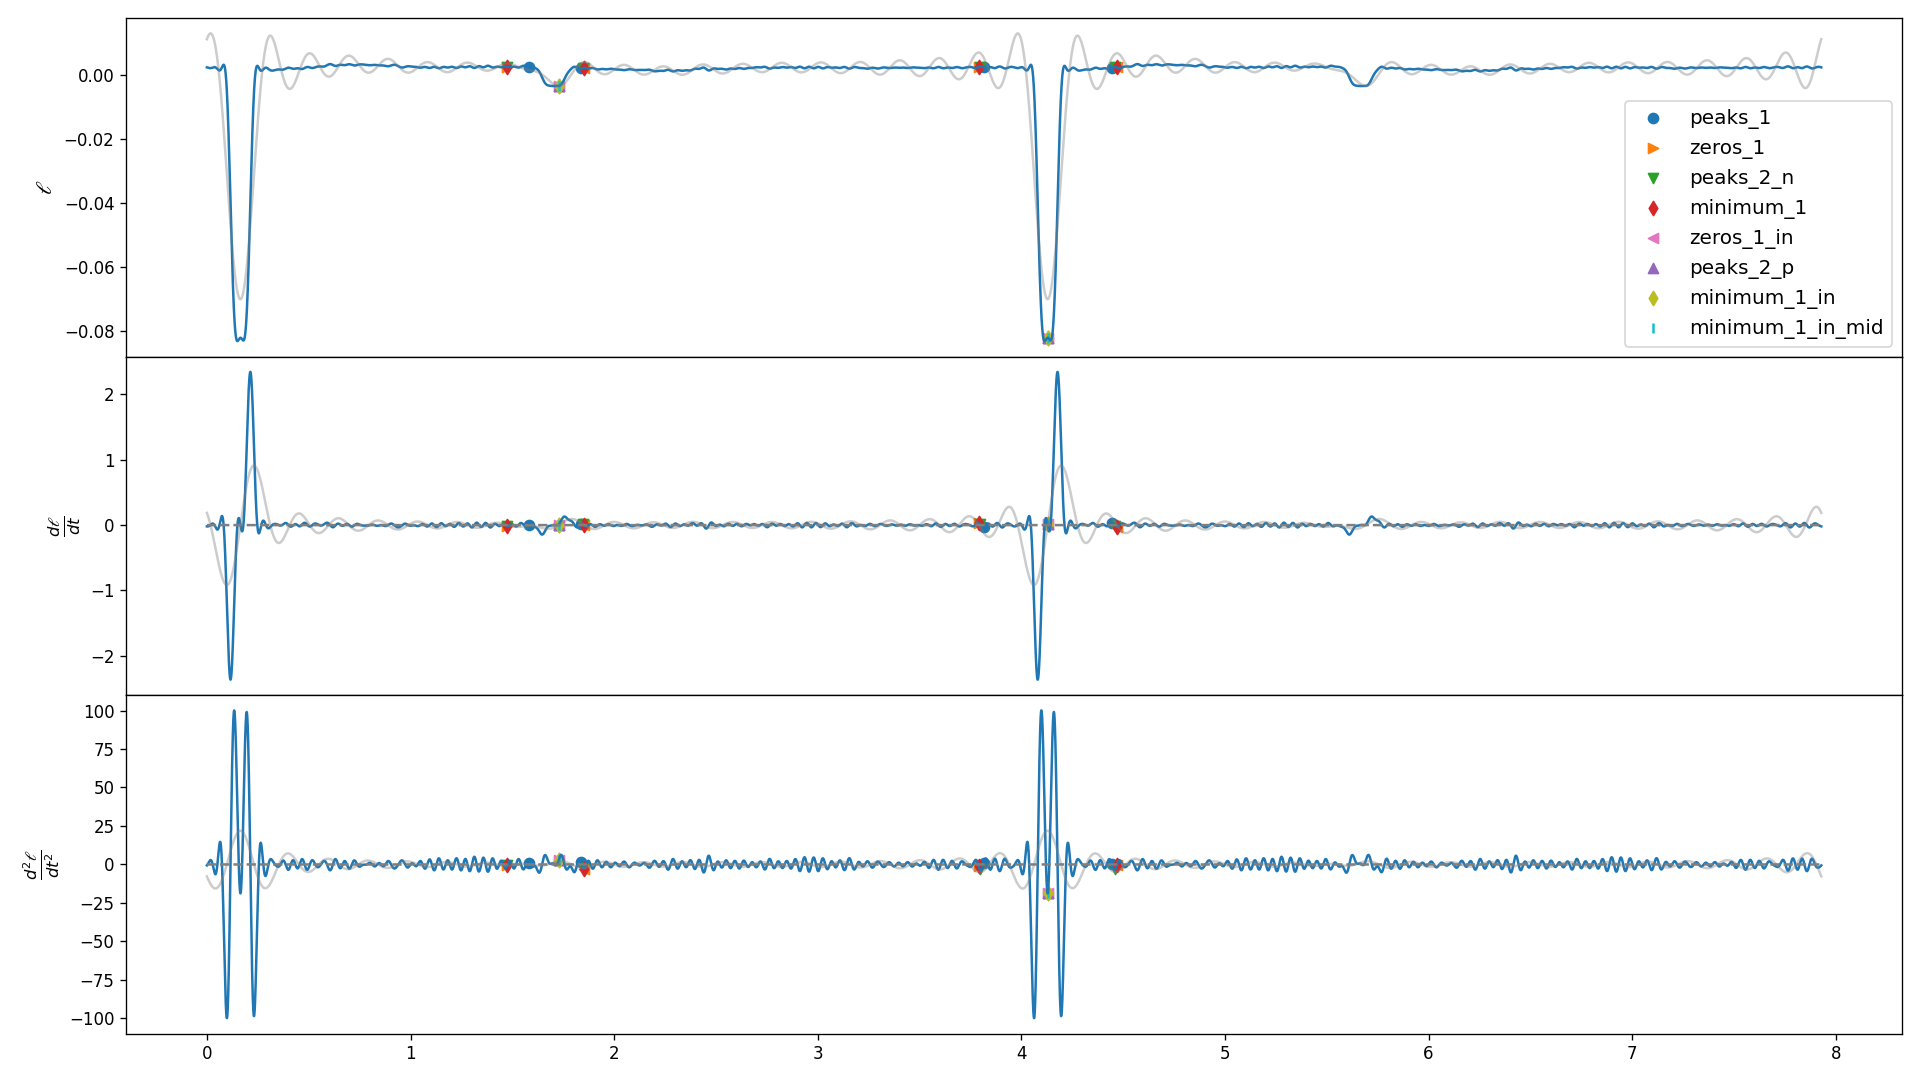 0.00
−0.02
−0.04
−0.06
−0.08
ℓ
peaks_1
zeros_1
peaks_2_n
minimum_1
zeros_1_in
peaks_2_p
minimum_1_in
minimum_1_in_mid
2
1
0
−1
−2
dℓ
dt
100
75
50
25
0
−25
−50
−75
−100
d²ℓ
dt²
0 1 2 3 4 5 6 7 8